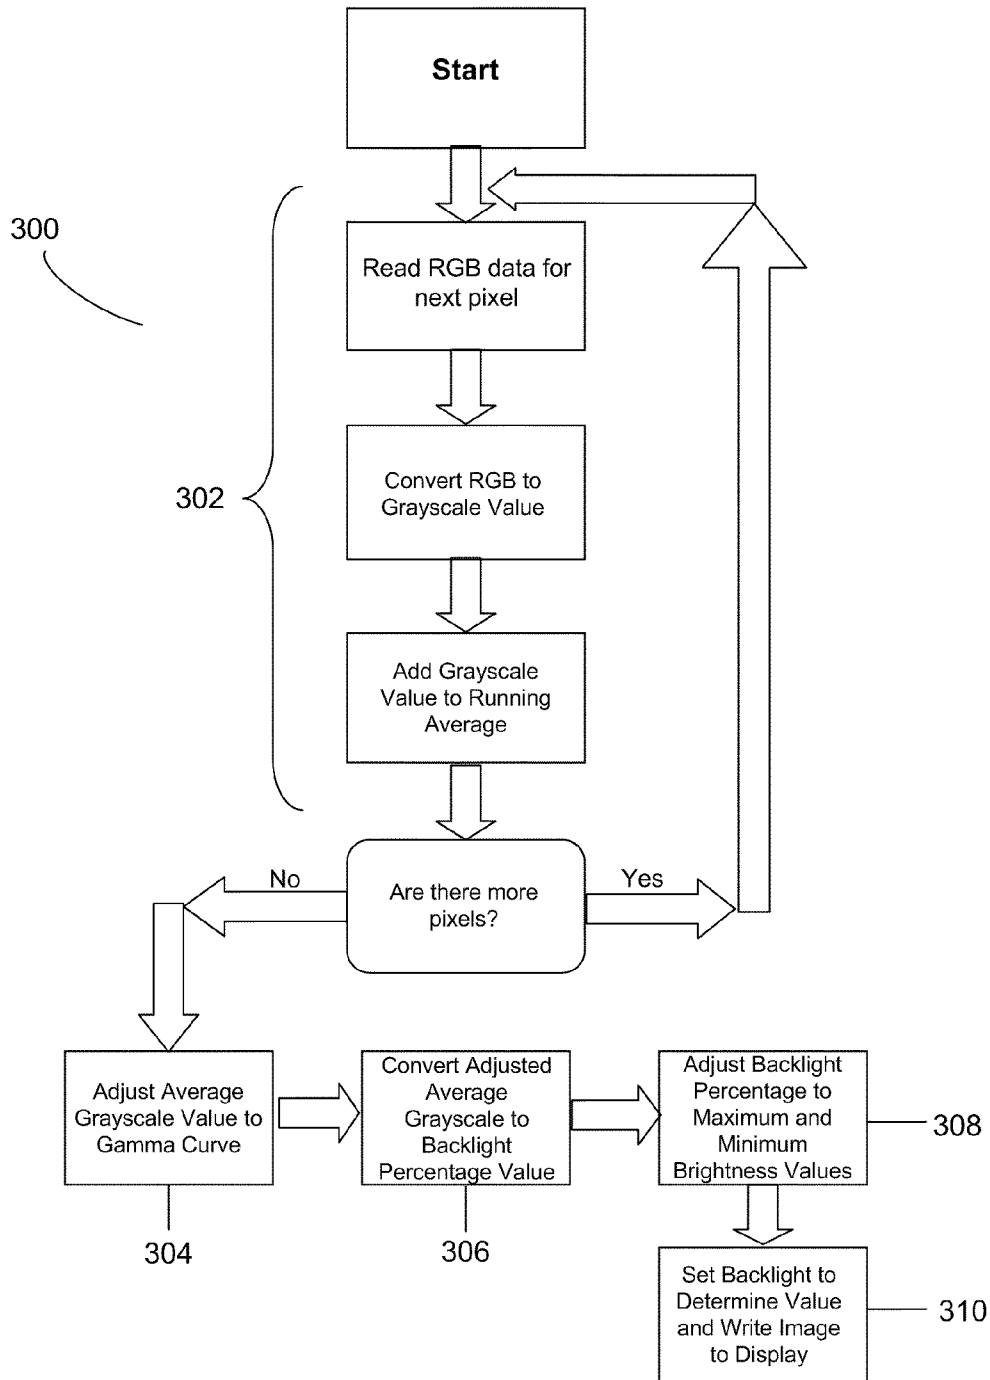 Start
300
Read RGB data for
next pixel
302
Convert RGB to
Grayscale Value
Add Grayscale
Value to Running
Average
No
Are there more
pixels?
Yes
Adjust Average
Grayscale Value to
Gamma Curve
304
Convert Adjusted
Average
Grayscale to
Backlight
Percentage Value
306
Adjust Backlight
Percentage to
Maximum and
Minimum
Brightness Values
308
Set Backlight to
Determine Value
and Write Image
to Display
310